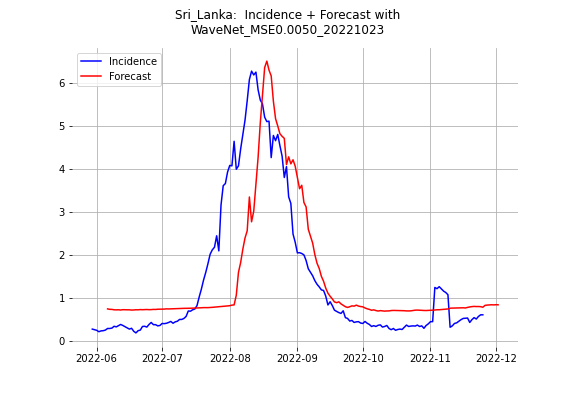 Sri_Lanka:  Incidence + Forecast with
WaveNet_MSE0.0050_20221023
Incidence
Forecast
6
5
4
3
2
1
0
2022-06 2022-07 2022-08 2022-09 2022-10 2022-11 2022-12